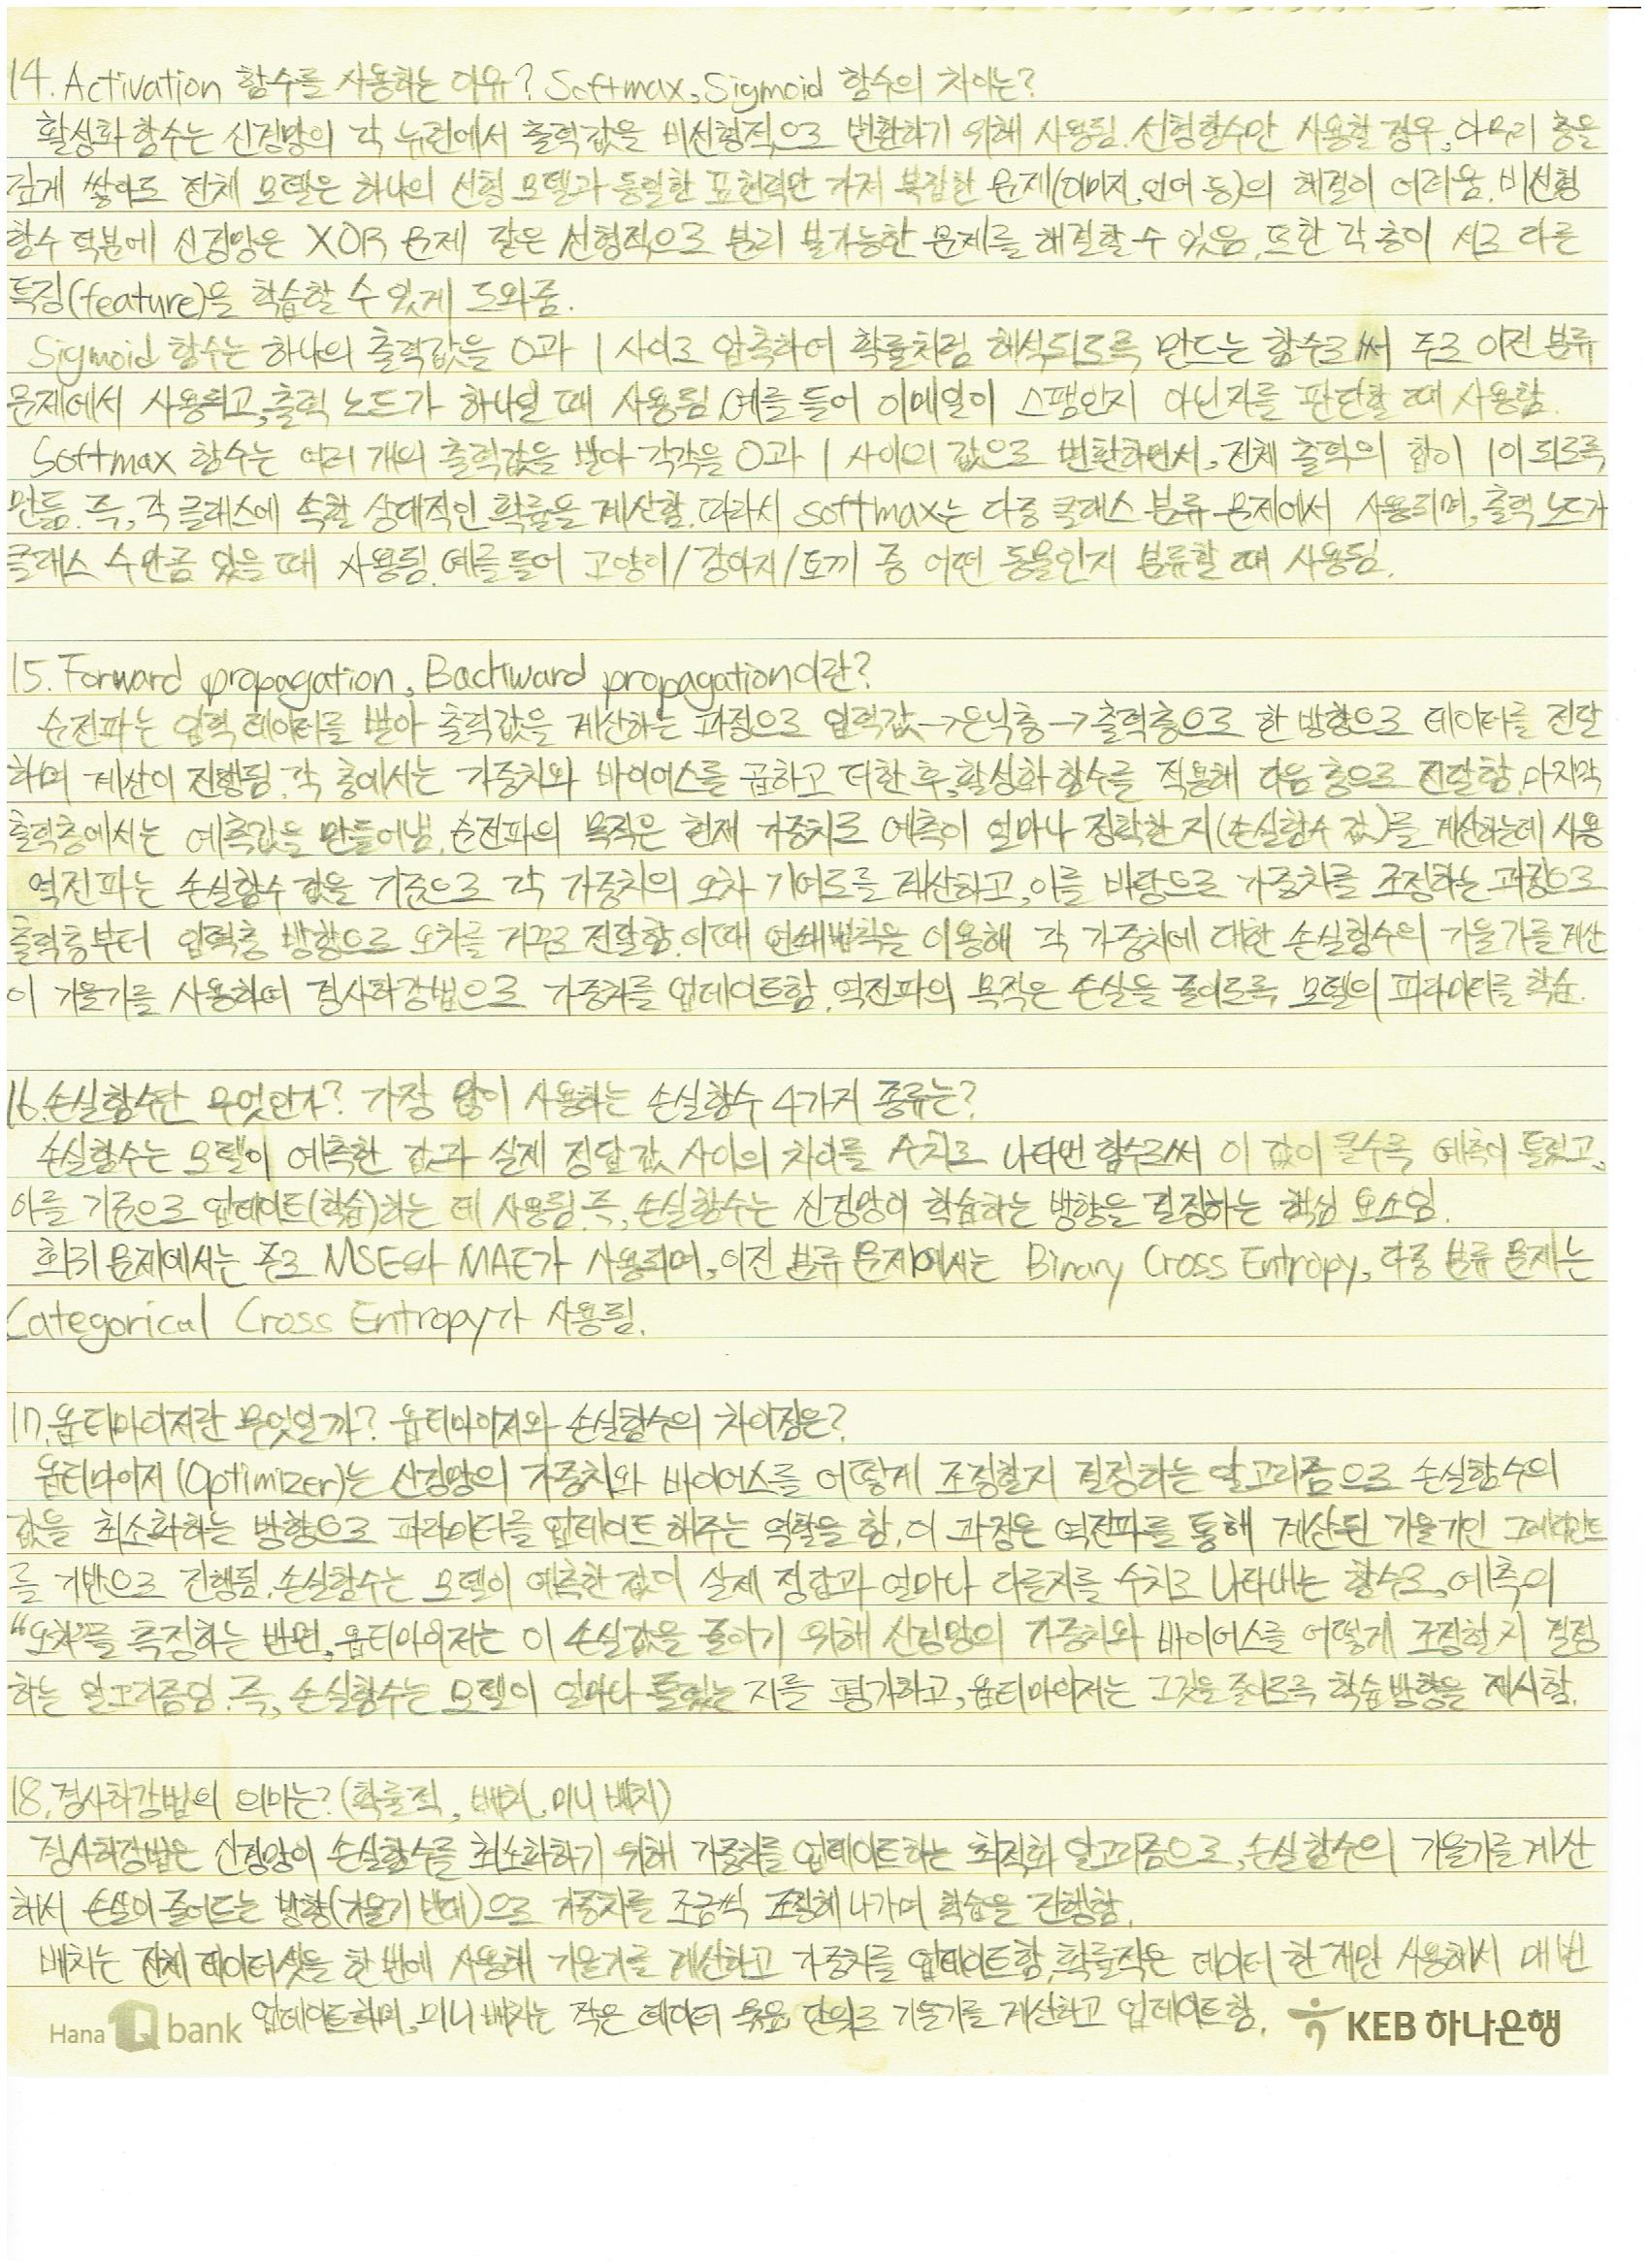 14. Activation 함수를 사용하는 이유? Softmax, Sigmoid 함수의 차이는?
활성화 함수는 신경망의 각 뉴런에서 출력값을 비선형적으로 변환하기 위해 사용됨. 선형함수만 사용할 경우, 아무리 층을
깊게 쌓아도 전체 모델은 하나의 선형 모델과 동일한 표현력만 가져 복잡한 문제(이미지, 언어 등)의 해결이 어려움. 비선형
함수 덕분에 신경망은 XOR 문제 같은 선형적으로 분리 불가능한 문제를 해결할 수 있음. 또한 각 층이 서로 다른
특징(feature)을 학습할 수 있게 도와줌.
Sigmoid 함수는 하나의 출력값을 0과 1 사이로 압축하여 확률처럼 해석되도록 만드는 함수로써 주로 이진 분류
문제에서 사용되고, 출력 노드가 하나일 때 사용됨. 예를 들어 이메일이 스팸인지 아닌지를 판단할 때 사용함.
Softmax 함수는 여러 개의 출력값을 받아 각각을 0과 1 사이의 값으로 변환하면서, 전체 출력의 합이 1이 되도록
만듦. 즉, 각 클래스에 속할 상대적인 확률을 계산함. 따라서 softmax는 다중 클래스 분류 문제에서 사용되며, 출력 노드가
클래스 수만큼 있을 때 사용됨. 예를 들어 고양이/강아지/토끼 중 어떤 동물인지 분류할 때 사용됨.
15. Forward propagation, Backward propagation이란?
순전파는 입력 데이터를 받아 출력값을 계산하는 과정으로 입력값→은닉층→출력층으로 한 방향으로 데이터를 전달
하며 계산이 진행됨. 각 층에서는 가중치와 바이어스를 곱하고 더한 후, 활성화 함수를 적용해 다음 층으로 전달함. 마지막
출력층에서는 예측값을 만들어냄. 순전파의 목적은 현재 가중치로 예측이 얼마나 정확한지(손실함수 값)를 계산하는데 사용
역전파는 손실함수 값을 기준으로 각 가중치의 오차 기여도를 계산하고, 이를 바탕으로 가중치를 조정하는 과정으로
출력층부터 입력층 방향으로 오차를 거꾸로 전달함. 이때 연쇄법칙을 이용해 각 가중치에 대한 손실함수의 기울기를 계산
이 기울기를 사용하여 경사하강법으로 가중치를 업데이트함. 역전파의 목적은 손실을 줄이도록 모델의 파라미터를 학습.
16. 손실함수란 무엇인가? 가장 많이 사용하는 손실함수 4가지 종류는?
손실함수는 모델이 예측한 값과 실제 정답값 사이의 차이를 수치로 나타낸 함수로써 이 값이 클수록 예측이 틀렸고,
이를 기준으로 업데이트(학습)하는 데 사용됨. 즉, 손실함수는 신경망이 학습하는 방향을 결정하는 핵심 요소임.
회귀 문제에서는 주로 MSE와 MAE가 사용되며, 이진 분류 문제에서는 Binary Cross Entropy, 다중 분류 문제는
Categorical Cross Entropy가 사용됨.
17. 옵티마이저란 무엇일까? 옵티마이저와 손실함수의 차이점은?
옵티마이저(Optimizer)는 신경망의 가중치와 바이어스를 어떻게 조정할지 결정하는 알고리즘으로 손실함수의
값을 최소화하는 방향으로 파라미터를 업데이트 해주는 역할을 함. 이 과정은 역전파를 통해 계산된 기울기인 그레디언트
를 기반으로 진행됨. 손실함수는 모델이 예측한 값이 실제 정답과 얼마나 다른지를 수치로 나타내는 함수로, 예측의
"오차"를 측정하는 반면, 옵티마이저는 이 손실값을 줄이기 위해 신경망의 가중치와 바이어스를 어떻게 조정할지 결정
하는 알고리즘임. 즉, 손실함수는 모델이 얼마나 틀렸는 지를 평가하고, 옵티마이저는 그것을 줄이도록 학습 방향을 제시함.
18. 경사하강법의 의미는? (확률적, 배치, 미니 배치)
경사하강법은 신경망이 손실함수를 최소화하기 위해 가중치를 업데이트하는 최적화 알고리즘으로, 손실 함수의 기울기를 계산
해서 손실이 줄어드는 방향(기울기 반대)으로 가중치를 조금씩 조정해 나가며 학습을 진행함.
배치는 전체 데이터셋을 한 번에 사용해 기울기를 계산하고 가중치를 업데이트함, 확률적은 데이터 한 개만 사용해서 매번
업데이트하며, 미니 배치는 작은 데이터 묶음 단위로 기울기를 계산하고 업데이트함.
Hana 1Q bank KEB 하나은행